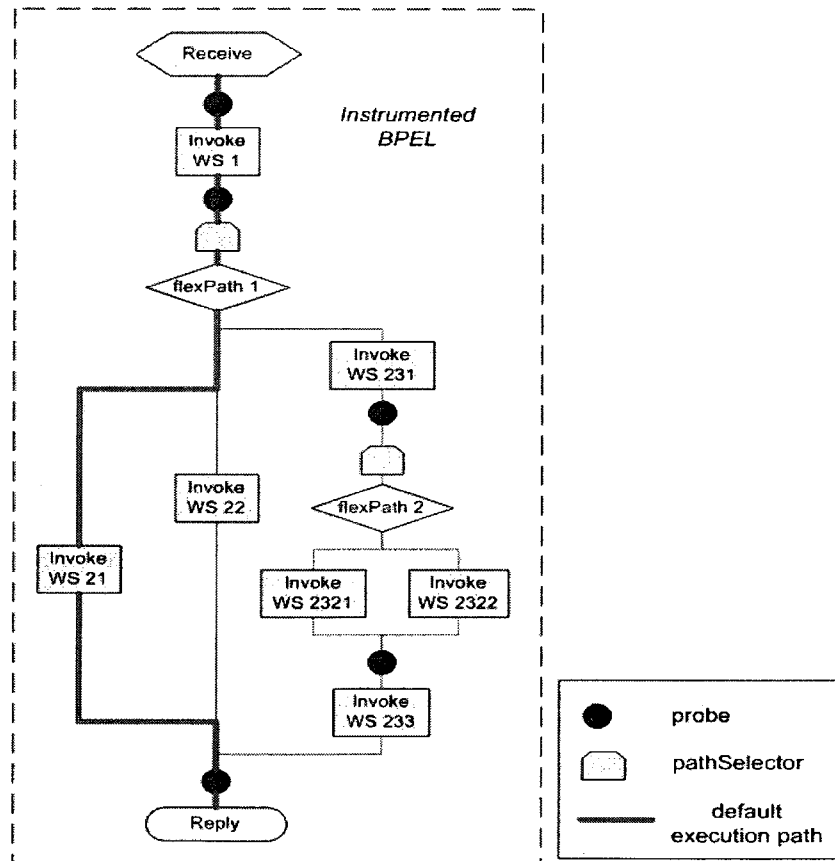 Receive
Instrumented
BPEL
Invoke
WS 1
flexPath 1
Invoke
WS 231
Invoke
WS 22
flexPath 2
Invoke
WS 21
Invoke
WS 2321
Invoke
WS 2322
Invoke
WS 233
Reply
probe
pathSelector
default
execution path